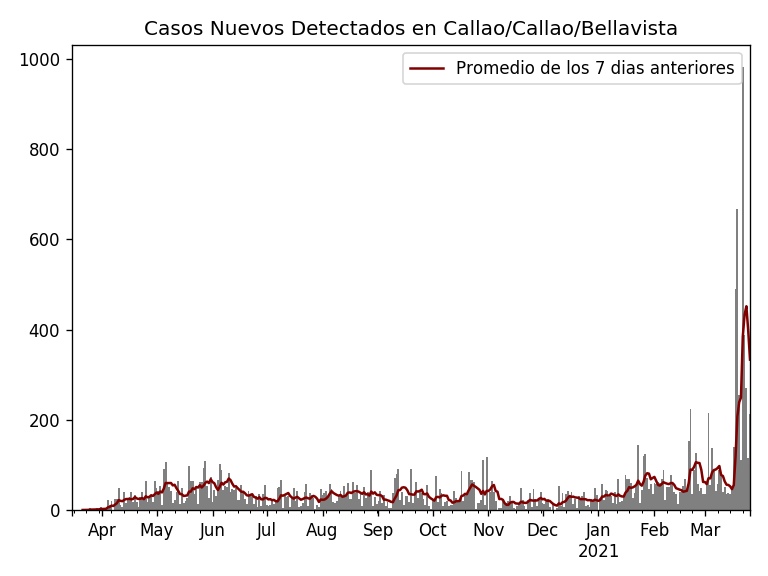 Casos Nuevos Detectados en Callao/Callao/Bellavista
Promedio de los 7 dias anteriores
1000
800
600
400
200
0
Apr May Jun Jul Aug Sep Oct Nov Dec Jan Feb Mar
2021